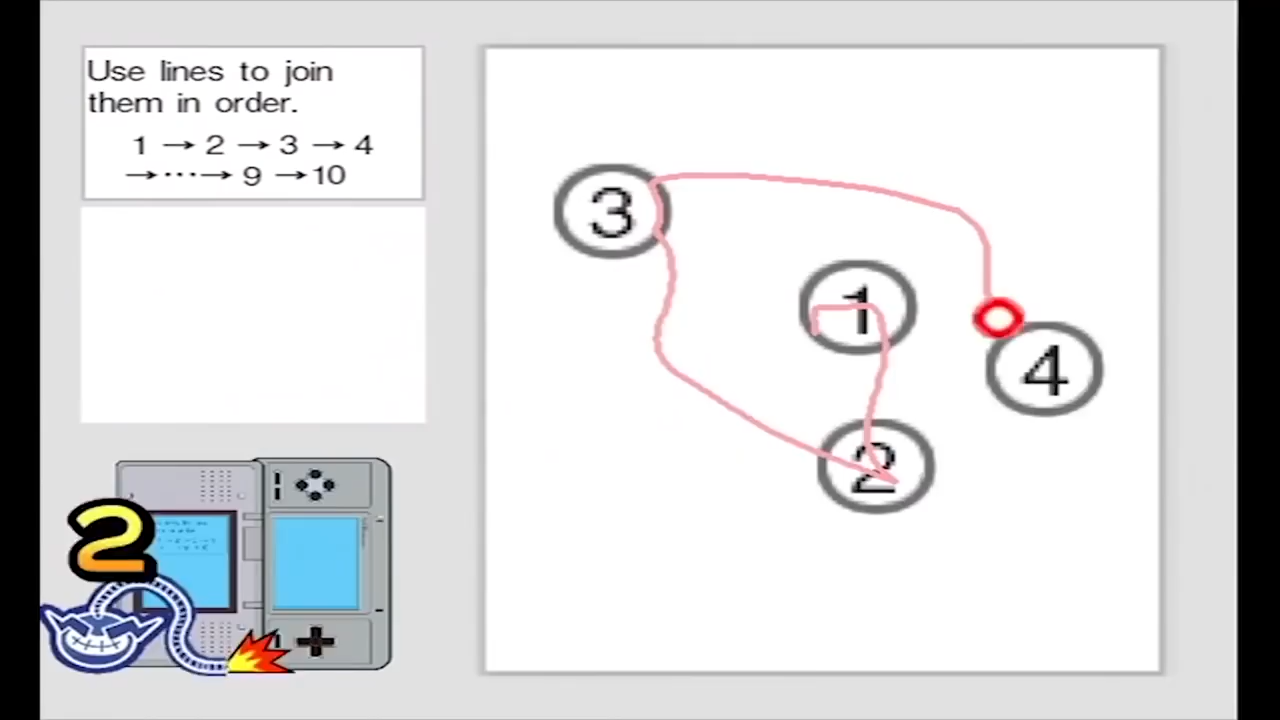 Use lines to join
them in order.
1 → 2 → 3 → 4
→···→ 9 →10
3
1
4
2
2